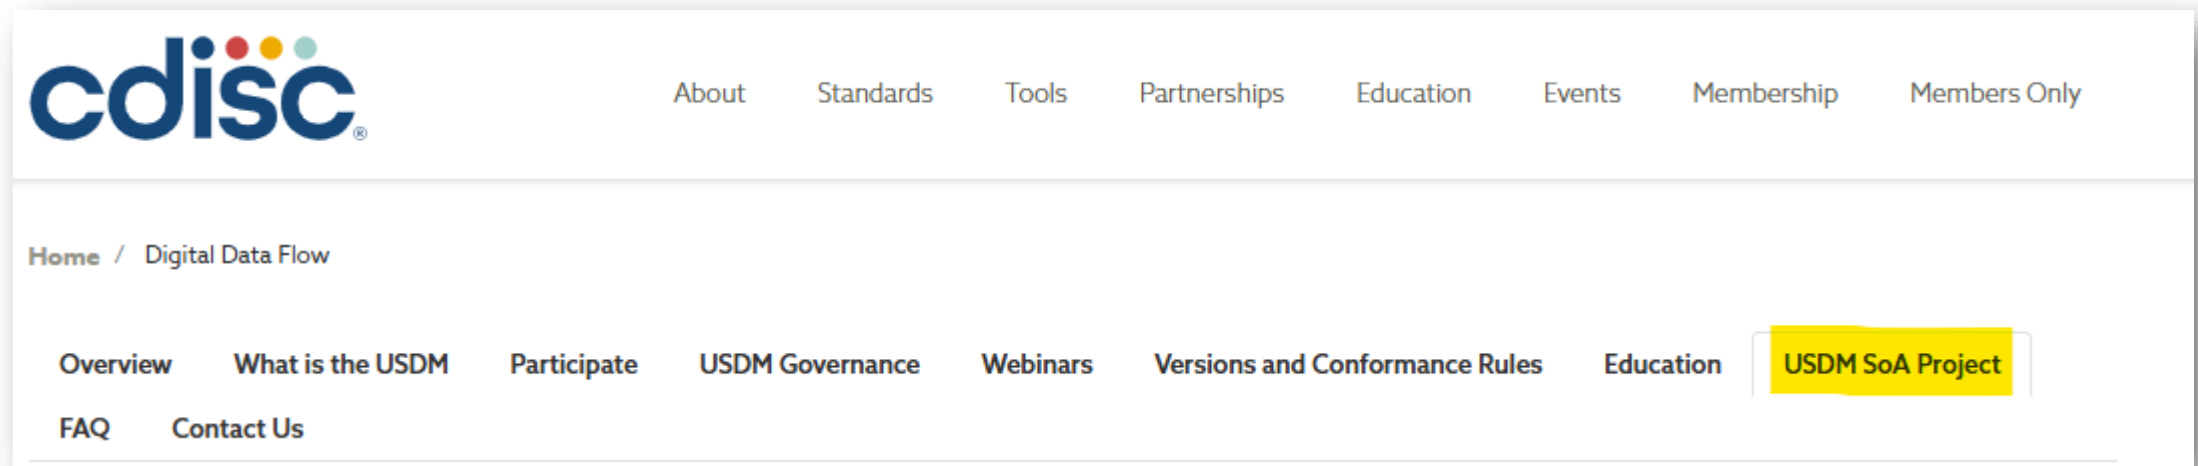 cdisc®
About Standards Tools Partnerships Education Events Membership Members Only
Home / Digital Data Flow
Overview What is the USDM Participate USDM Governance Webinars Versions and Conformance Rules Education USDM SoA Project
FAQ Contact Us